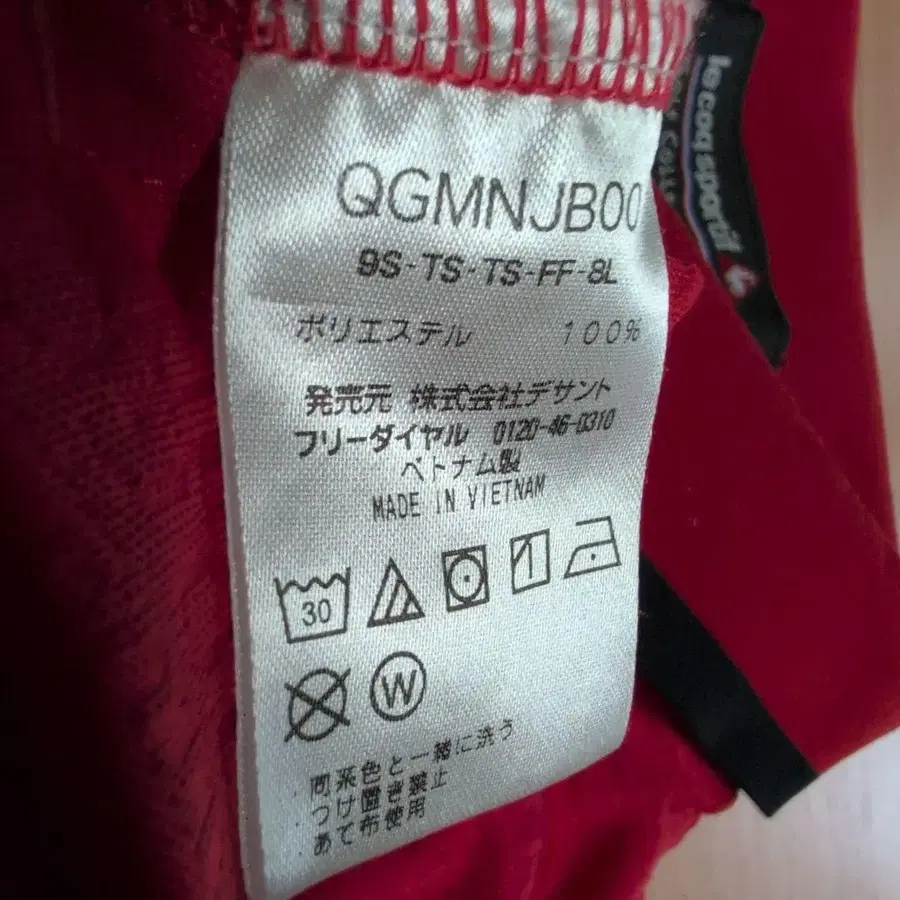 QGMNJB00
9S-TS-TS-FF-8L
ポリエステル 100%
発売元 株式会社デサント
フリーダイヤル 0120-46-0310
ベトナム製
MADE IN VIETNAM
30
W
同系色と一緒に洗う
つけ置き禁止
あて布使用
le coq sportif